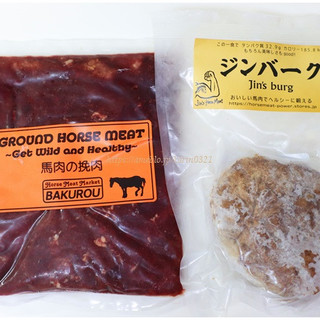 GROUND HORSE MEAT
~Get Wild and Healthy~
馬肉の挽肉
Horse Meat Market
BAKUROU
ジンバーグ
Jin's burg
おいしい馬肉でヘルシーに鍛える